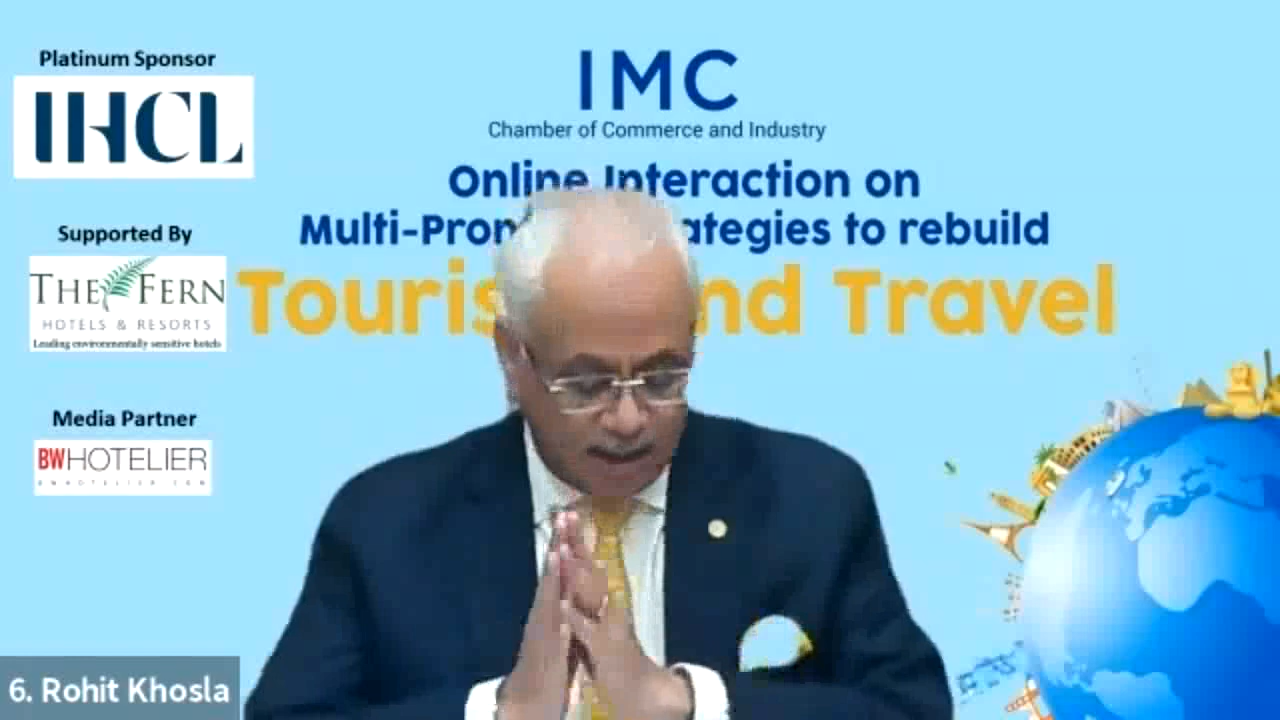 Platinum Sponsor
IHCL
Supported By
THE FERN
HOTELS & RESORTS
Leading environmentally sensitive hotels
Media Partner
BWHOTELIER
IMC
Chamber of Commerce and Industry
Online Interaction on
Multi-Pron ategies to rebuild
Touris nd Travel
6. Rohit Khosla